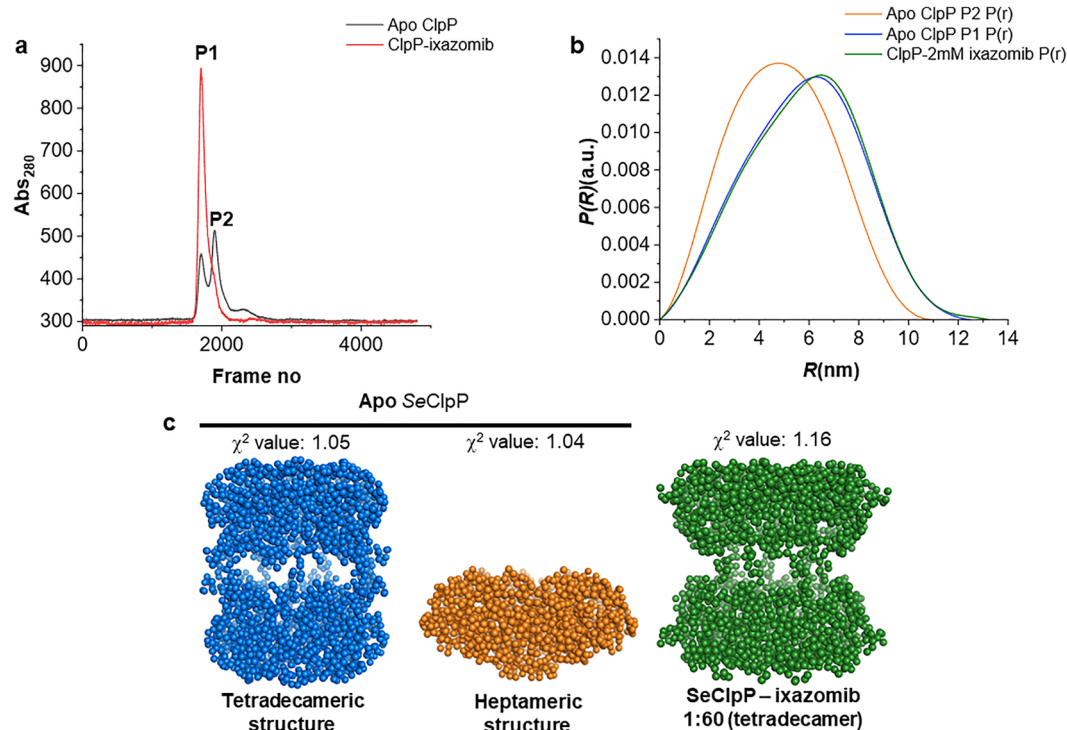 a
Apo ClpP
ClpP-ixazomib
P1
P2
900
800
700
600
500
400
300
Abs280
0
2000
4000
Frame no
b
Apo ClpP P2 P(r)
Apo ClpP P1 P(r)
ClpP-2mM ixazomib P(r)
0.014
0.012
0.010
0.008
0.006
0.004
0.002
0.000
P(R)(a.u.)
0 2 4 6 8 10 12 14
R(nm)
c
Apo SeClpP
χ² value: 1.05
χ² value: 1.04
χ² value: 1.16
Tetradecameric
structure
Heptameric
structure
SeClpP – ixazomib
1:60 (tetradecamer)